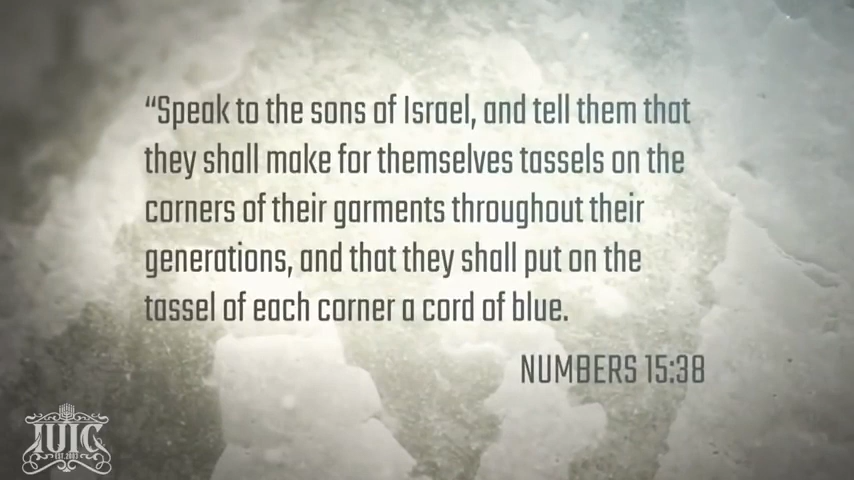 “Speak to the sons of Israel, and tell them that
they shall make for themselves tassels on the
corners of their garments throughout their
generations, and that they shall put on the
tassel of each corner a cord of blue.
NUMBERS 15:38
IUIC
EST. 2003